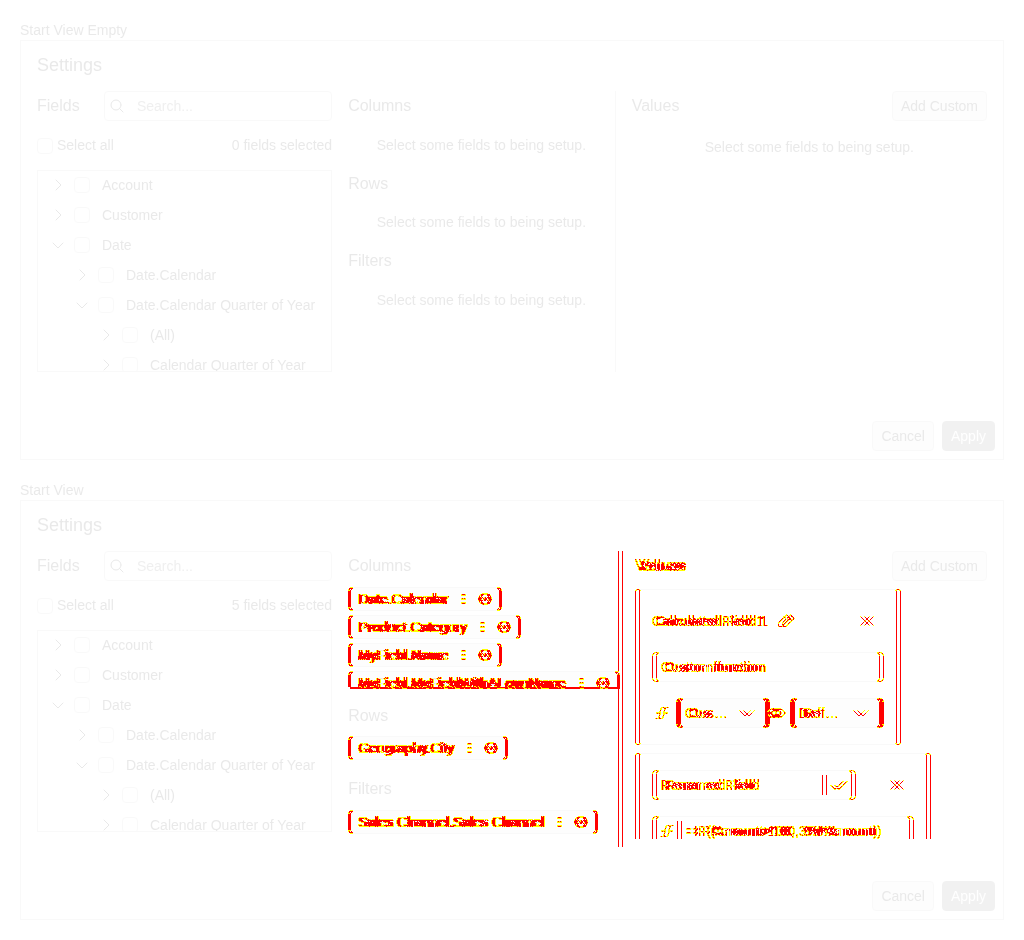 Start View Empty
Settings
Fields
Search...
Columns
Values
Add Custom
Select all
0 fields selected
Select some fields to being setup.
Select some fields to being setup.
Account
Rows
Customer
Select some fields to being setup.
Date
Filters
Date.Calendar
Select some fields to being setup.
Date.Calendar Quarter of Year
(All)
Calendar Quarter of Year
Cancel
Apply
Start View
Settings
Fields
Search...
Columns
Values
Add Custom
Select all
5 fields selected
Date.Calendar
Product.Category
Account
MyField.Name
Customer
Date
Rows
Date.Calendar
Geography.City
Date.Calendar Quarter of Year
Filters
(All)
Calendar Quarter of Year
Sales Channel.Sales Channel
Calculated Field 1
Custom function
Cus...
Renamed Field
Cancel
Apply